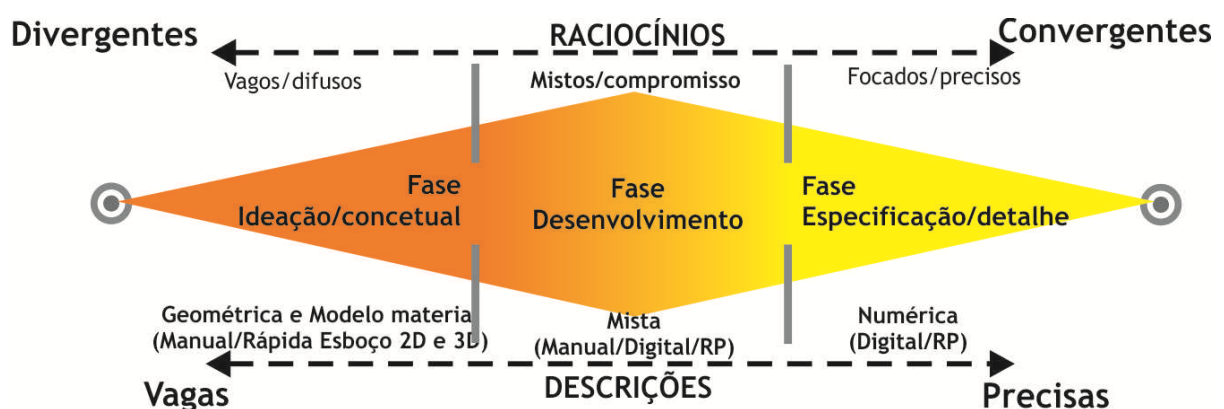 Divergentes
RACIOCÍNIOS
Convergentes
Vagos/difusos
Mistos/compromisso
Focados/precisos
Fase
Ideação/concetual
Fase
Desenvolvimento
Fase
Especificação/detalhe
Geométrica e Modelo materia
(Manual/Rápida Esboço 2D e 3D)
Mista
(Manual/Digital/RP)
Numérica
(Digital/RP)
Vagas
DESCRIÇÕES
Precisas